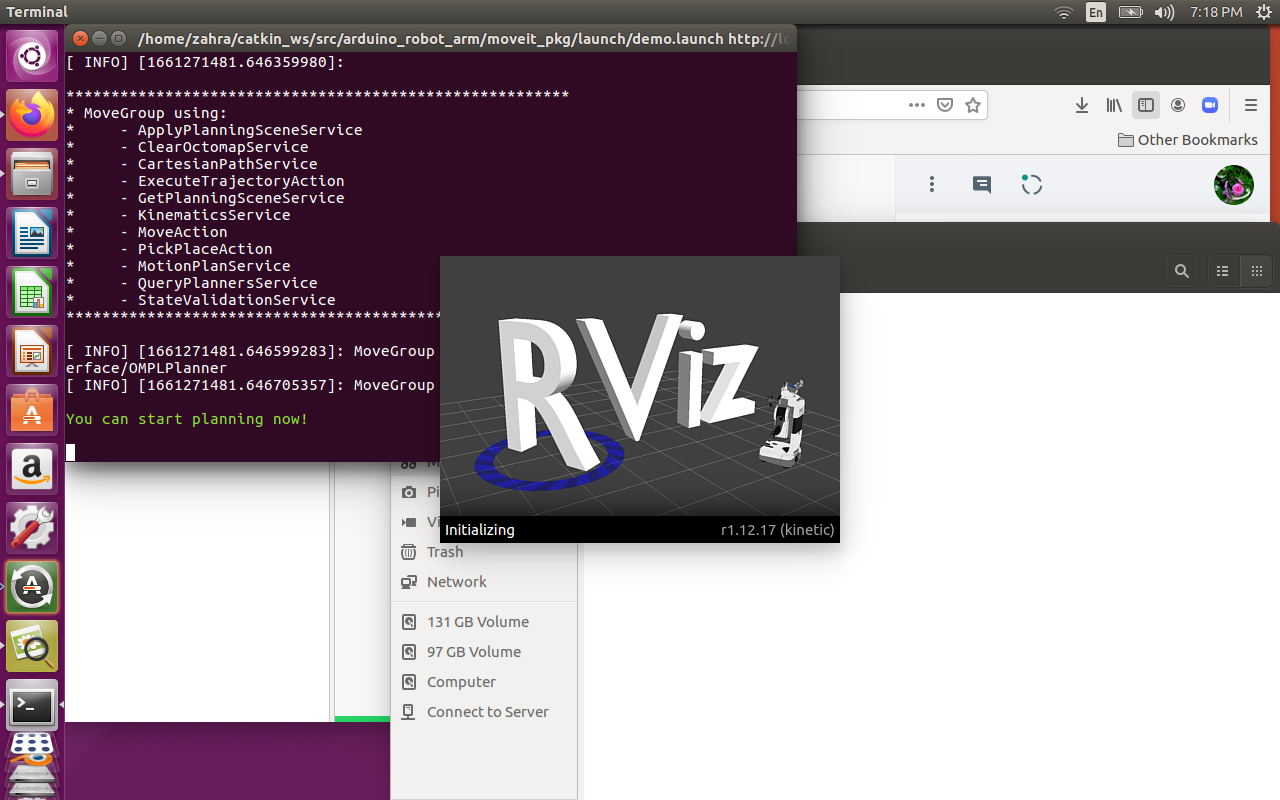 Terminal
En
7:18 PM
/home/zahra/catkin_ws/src/arduino_robot_arm/moveit_pkg/launch/demo.launch http://l
[ INFO] [1661271481.646359980]:
********************************************************
* MoveGroup using:
*     - ApplyPlanningSceneService
*     - ClearOctomapService
*     - CartesianPathService
*     - ExecuteTrajectoryAction
*     - GetPlanningSceneService
*     - KinematicsService
*     - MoveAction
*     - PickPlaceAction
*     - MotionPlanService
*     - QueryPlannersService
*     - StateValidationService
******************************************
[ INFO] [1661271481.646599283]: MoveGroup
erface/OMPLPlanner
[ INFO] [1661271481.646705357]: MoveGroup
You can start planning now!
Other Bookmarks
RViz
Initializing
r1.12.17 (kinetic)
M
Pi
Vi
Trash
Network
131 GB Volume
97 GB Volume
Computer
Connect to Server